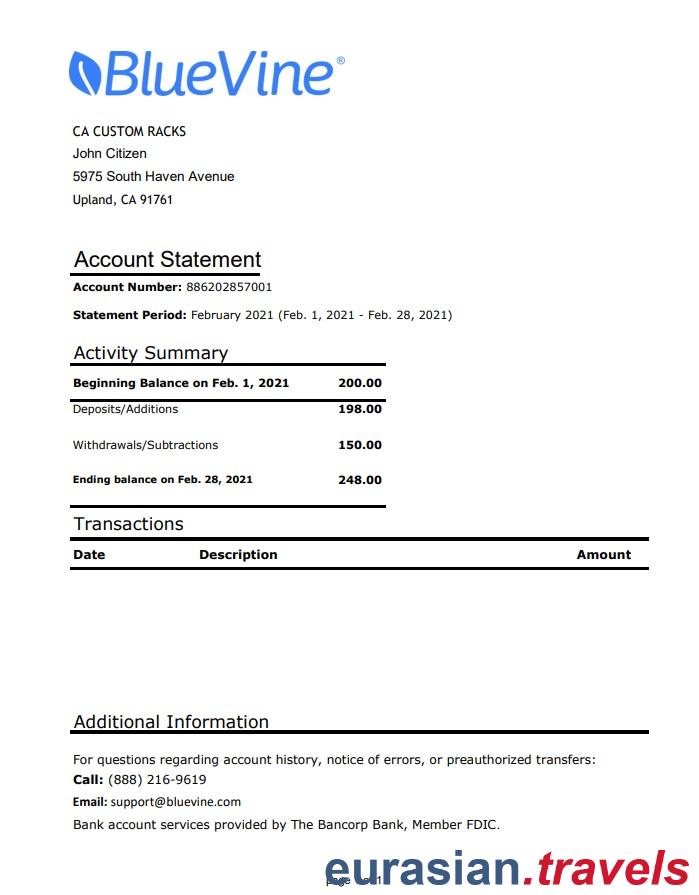 BlueVine®
CA CUSTOM RACKS
John Citizen
5975 South Haven Avenue
Upland, CA 91761
Account Statement
Account Number: 886202857001
Statement Period: February 2021 (Feb. 1, 2021 - Feb. 28, 2021)
Activity Summary
Beginning Balance on Feb. 1, 2021 200.00
Deposits/Additions 198.00
Withdrawals/Subtractions 150.00
Ending balance on Feb. 28, 2021 248.00
Transactions
Date Description Amount
Additional Information
For questions regarding account history, notice of errors, or preauthorized transfers:
Call: (888) 216-9619
Email: support@bluevine.com
Bank account services provided by The Bancorp Bank, Member FDIC.
eurasian.travels